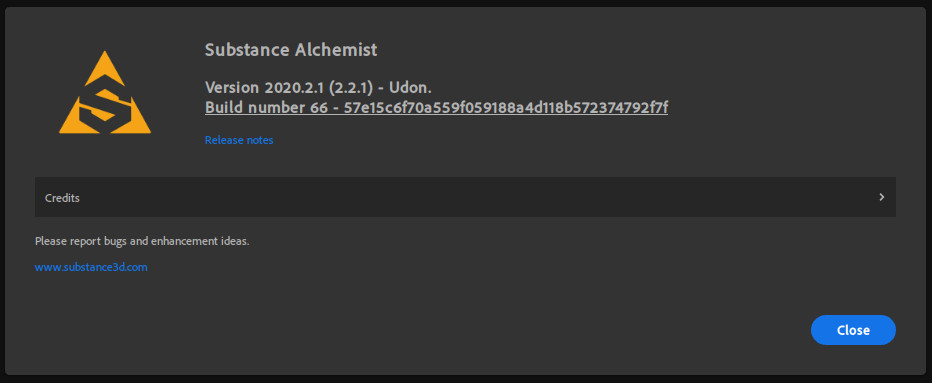 Substance Alchemist
Version 2020.2.1 (2.2.1) - Udon.
Build number 66 - 57e15c6f70a559f059188a4d118b572374792f7f
Release notes
Credits
Please report bugs and enhancement ideas.
www.substance3d.com
Close